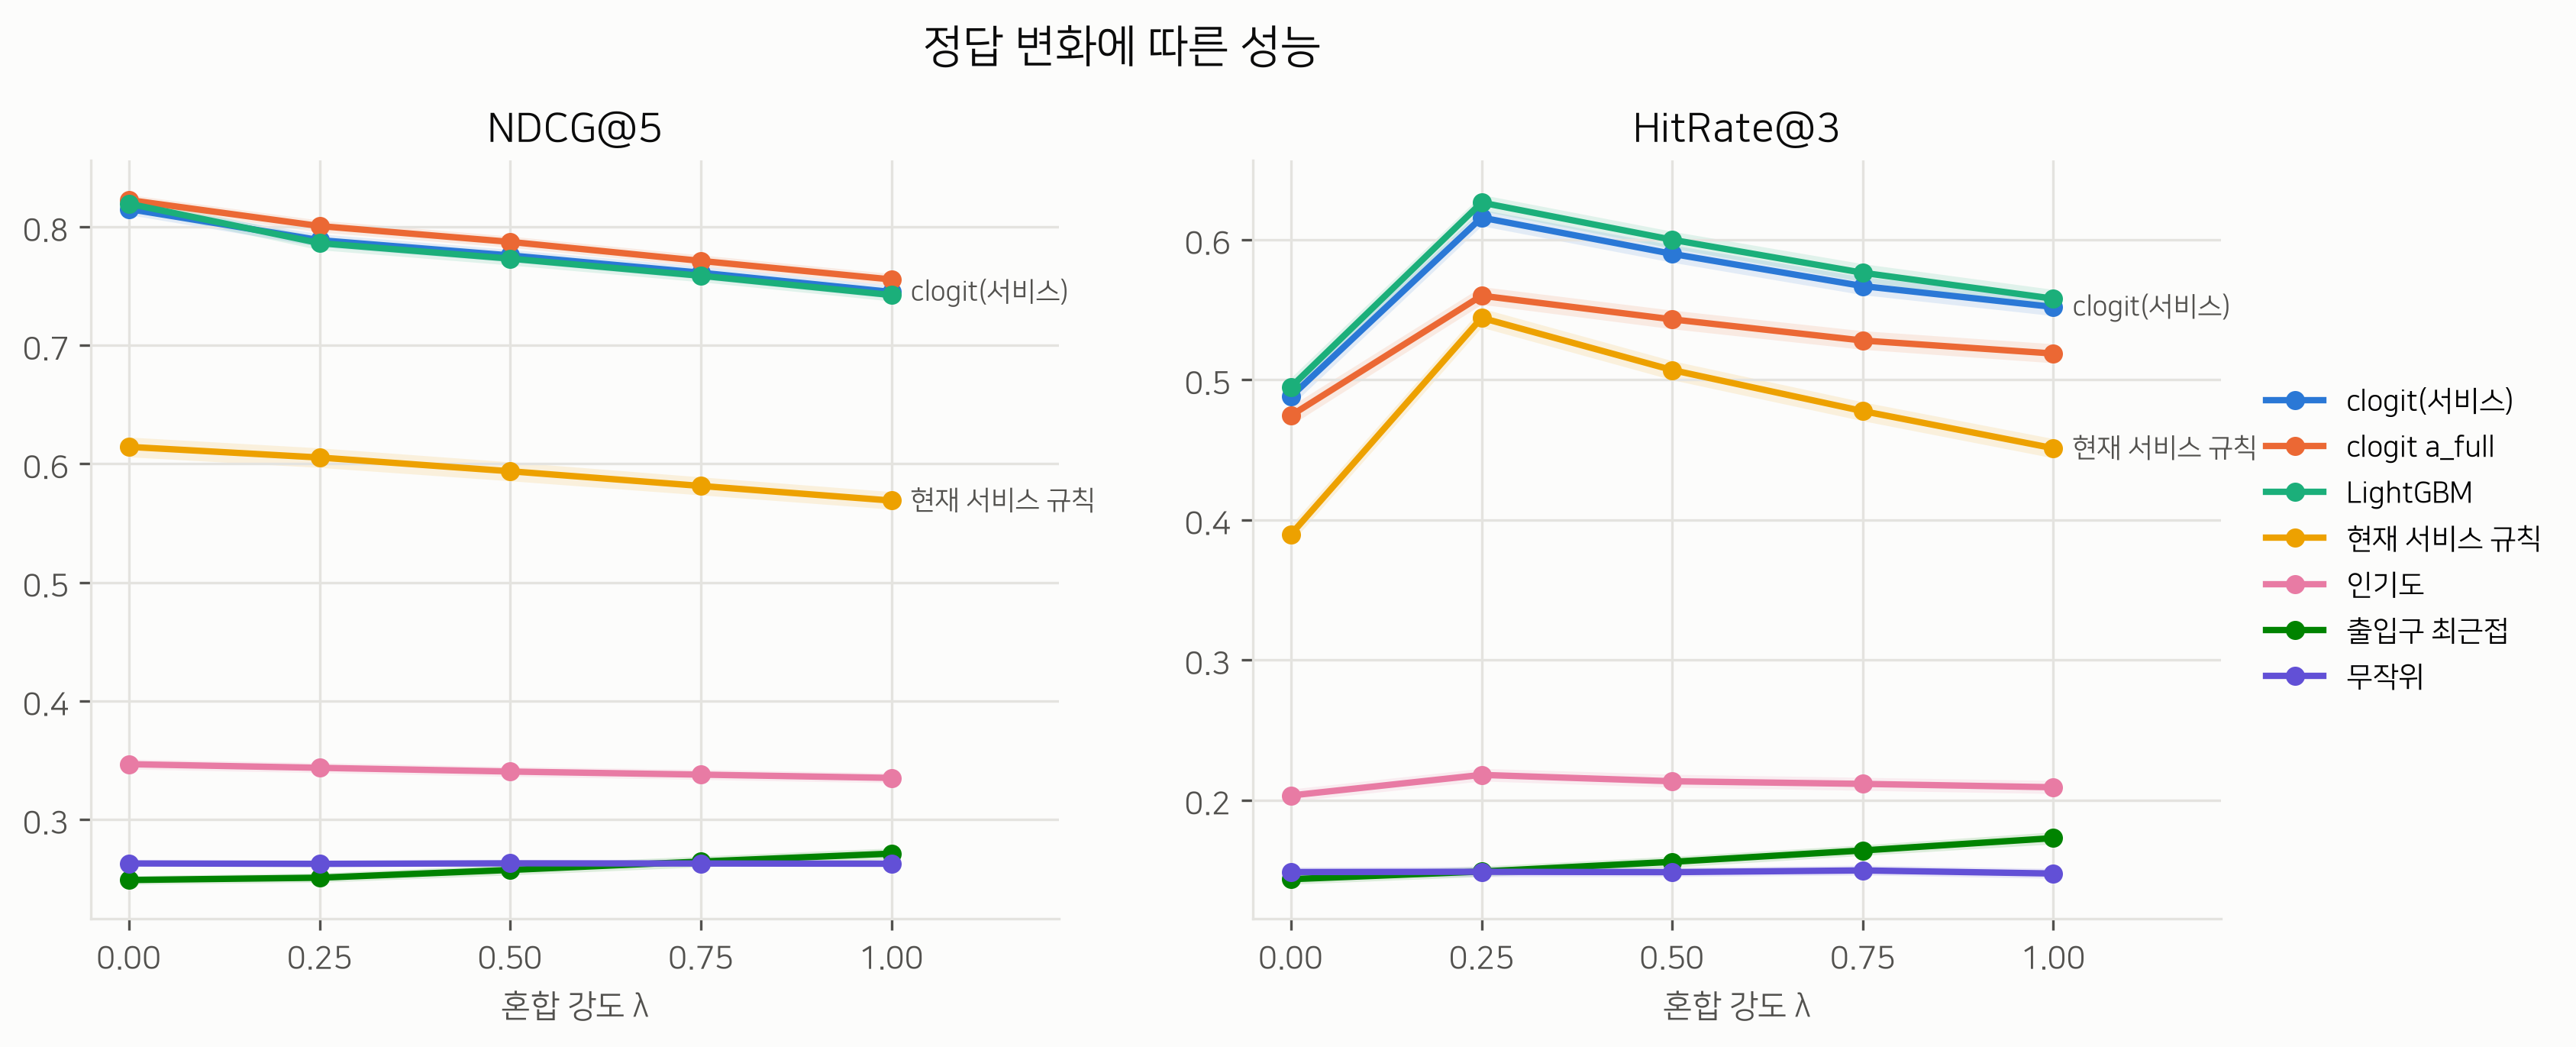 정답 변화에 따른 성능
NDCG@5
0.8
0.7
0.6
0.5
0.4
0.3
0.00 0.25 0.50 0.75 1.00
혼합 강도 λ
clogit(서비스)
현재 서비스 규칙
HitRate@3
0.6
0.5
0.4
0.3
0.2
0.00 0.25 0.50 0.75 1.00
혼합 강도 λ
clogit(서비스)
현재 서비스 규칙
clogit(서비스)
clogit a_full
LightGBM
현재 서비스 규칙
인기도
출입구 최근접
무작위